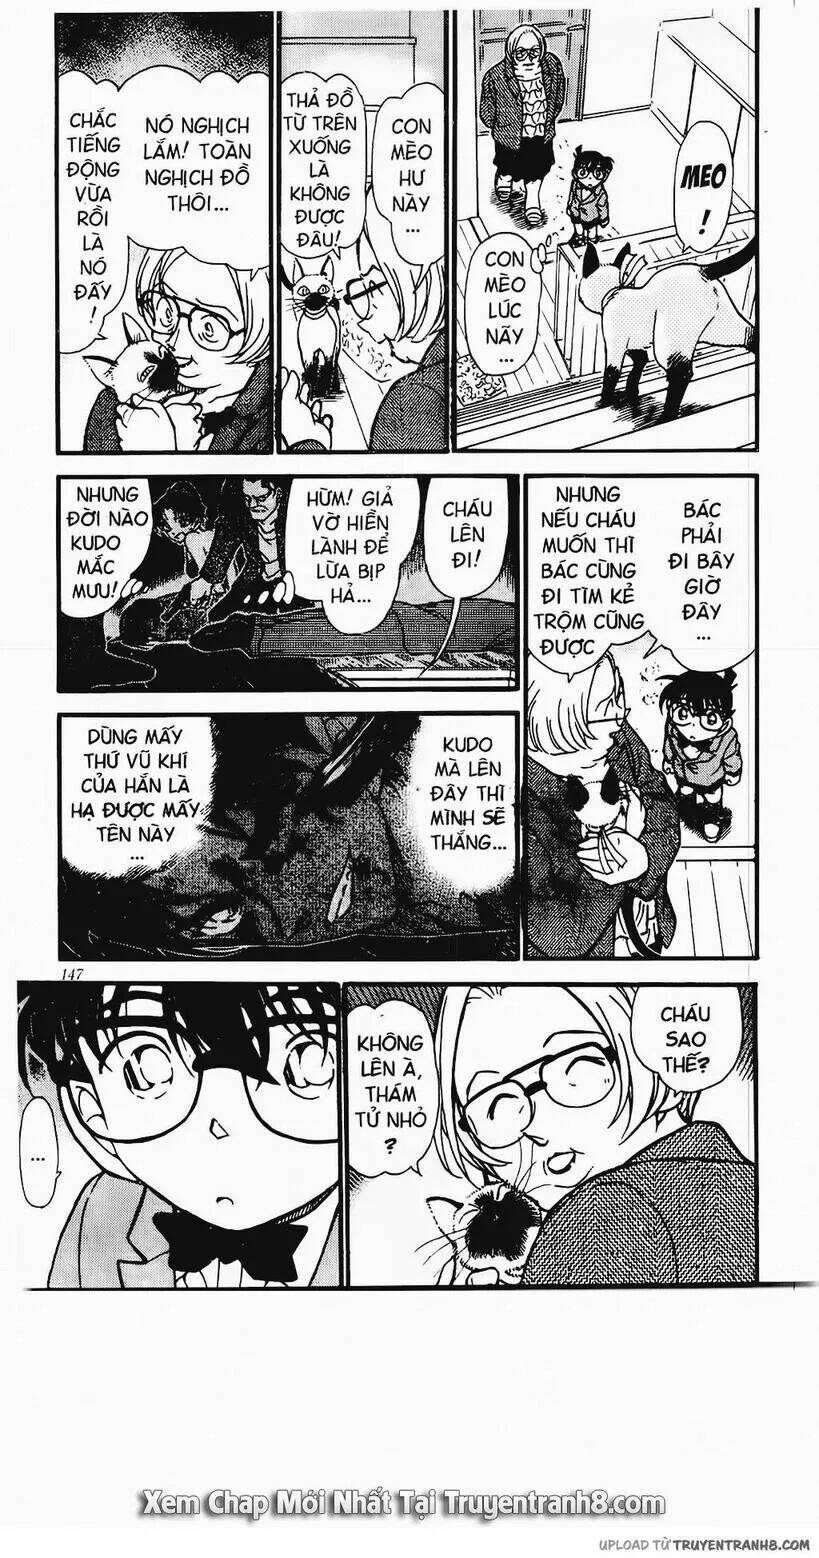 MEO
!
CON
MÈO
LÚC
NÃY
...
CON
MÈO
HƯ
NÀY
...
THẢ ĐỒ
TỪ TRÊN
XUỐNG
LÀ
KHÔNG
ĐƯỢC
ĐÂU!
NÓ NGHỊCH
LẮM! TOÀN
NGHỊCH ĐỒ
THÔI...
CHẮC
TIẾNG
ĐỘNG
VỪA
RỒI
LÀ
NÓ ĐẤY
!
BÁC
PHẢI
ĐI BÂY
GIỜ
ĐÂY
...
NHƯNG
NẾU CHÁU
MUỐN THÌ
BÁC CÙNG
ĐI TÌM KẺ
TRỘM CŨNG
ĐƯỢC
CHÁU
LÊN
ĐI!
HỪM! GIẢ
VỜ HIỀN
LÀNH ĐỂ
LỪA BỊP
HẢ...
NHƯNG
ĐỜI NÀO
KUDO
MẮC
MƯU!
KUDO
MÀ LÊN
ĐÂY THÌ
MÌNH SẼ
THẮNG...
DÙNG MẤY
THỨ VŨ KHÍ
CỦA HẮN LÀ
HẠ ĐƯỢC MẤY
TÊN NÀY
...
147
CHÁU
SAO
THẾ?
KHÔNG
LÊN À,
THÁM
TỬ NHỎ
?
...
Xem Chap Mới Nhất Tại Truyentranh8.com
UPLOAD TỪ TRUYENTRANH8.COM